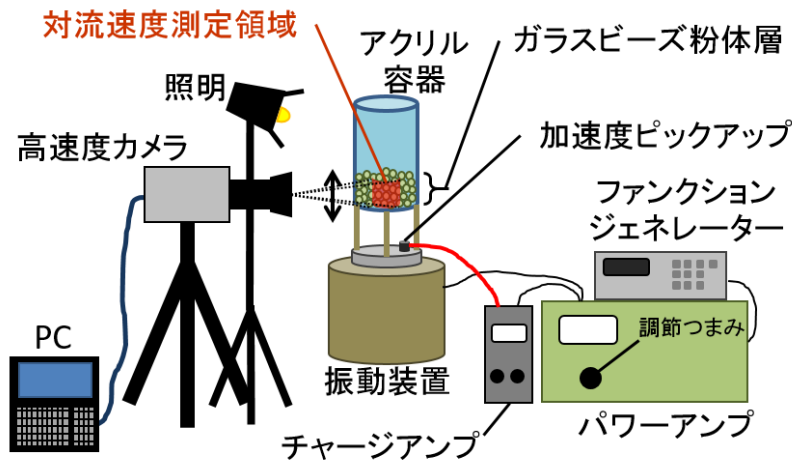 対流速度測定領域
アクリル
容器
ガラスビーズ粉体層
照明
加速度ピックアップ
高速度カメラ
ファンクション
ジェネレーター
調節つまみ
PC
振動装置
パワーアンプ
チャージアンプ